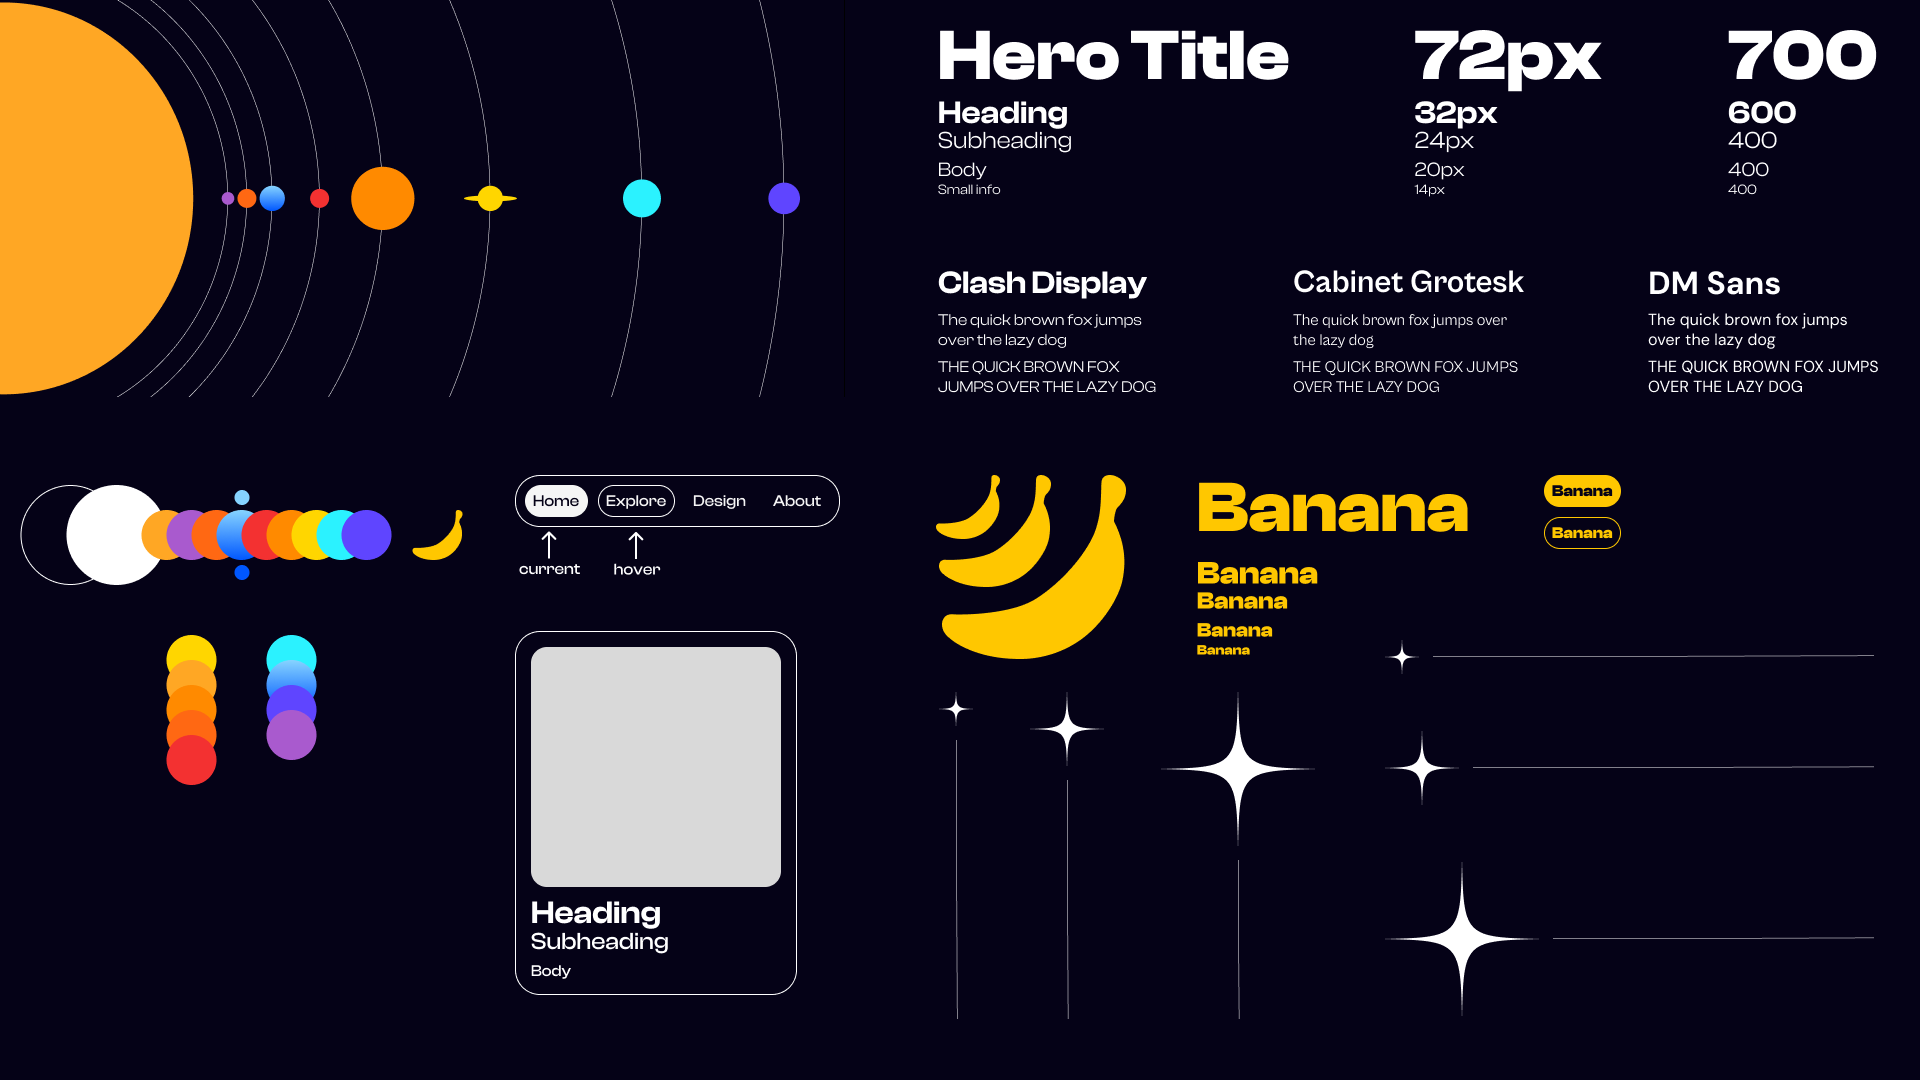 Hero Title 72px 700
Heading 32px 600
Subheading 24px 400
Body 20px 400
Small info 14px 400
Clash Display
The quick brown fox jumps
over the lazy dog
THE QUICK BROWN FOX
JUMPS OVER THE LAZY DOG
Cabinet Grotesk
The quick brown fox jumps over
the lazy dog
THE QUICK BROWN FOX JUMPS
OVER THE LAZY DOG
DM Sans
The quick brown fox jumps
over the lazy dog
THE QUICK BROWN FOX JUMPS
OVER THE LAZY DOG
Home Explore Design About
current hover
Heading
Subheading
Body
Banana
Banana
Banana
Banana
Banana
Banana
Banana